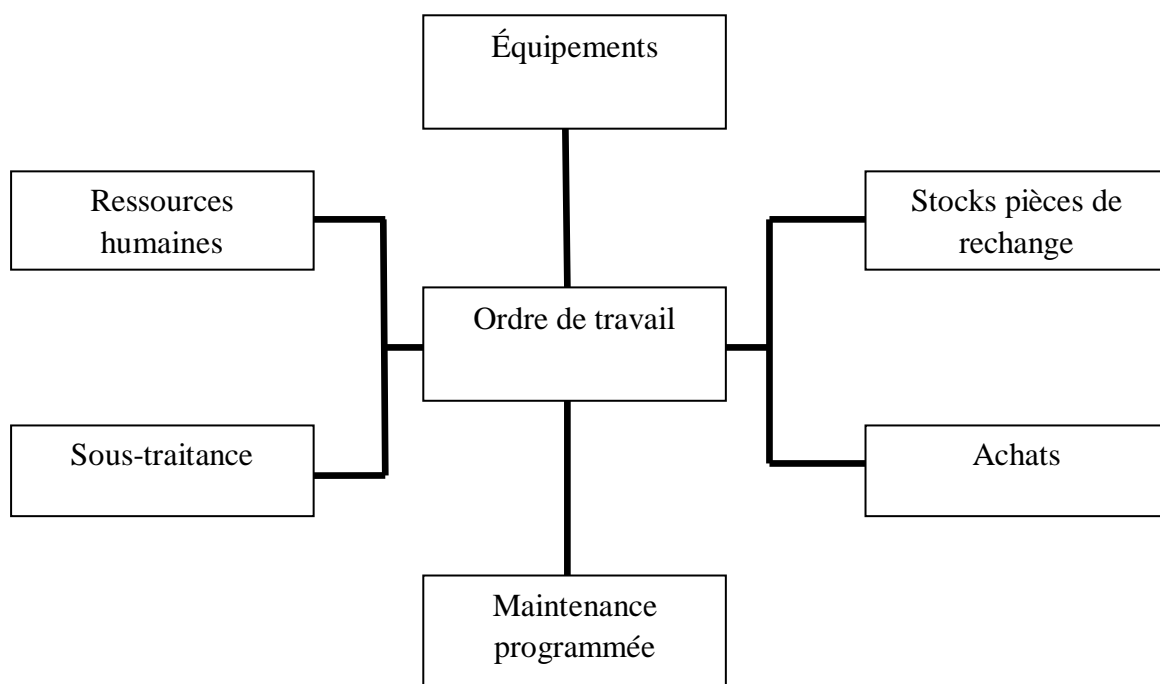 Équipements
Ressources
humaines
Stocks pièces de
rechange
Ordre de travail
Sous-traitance
Achats
Maintenance
programmée